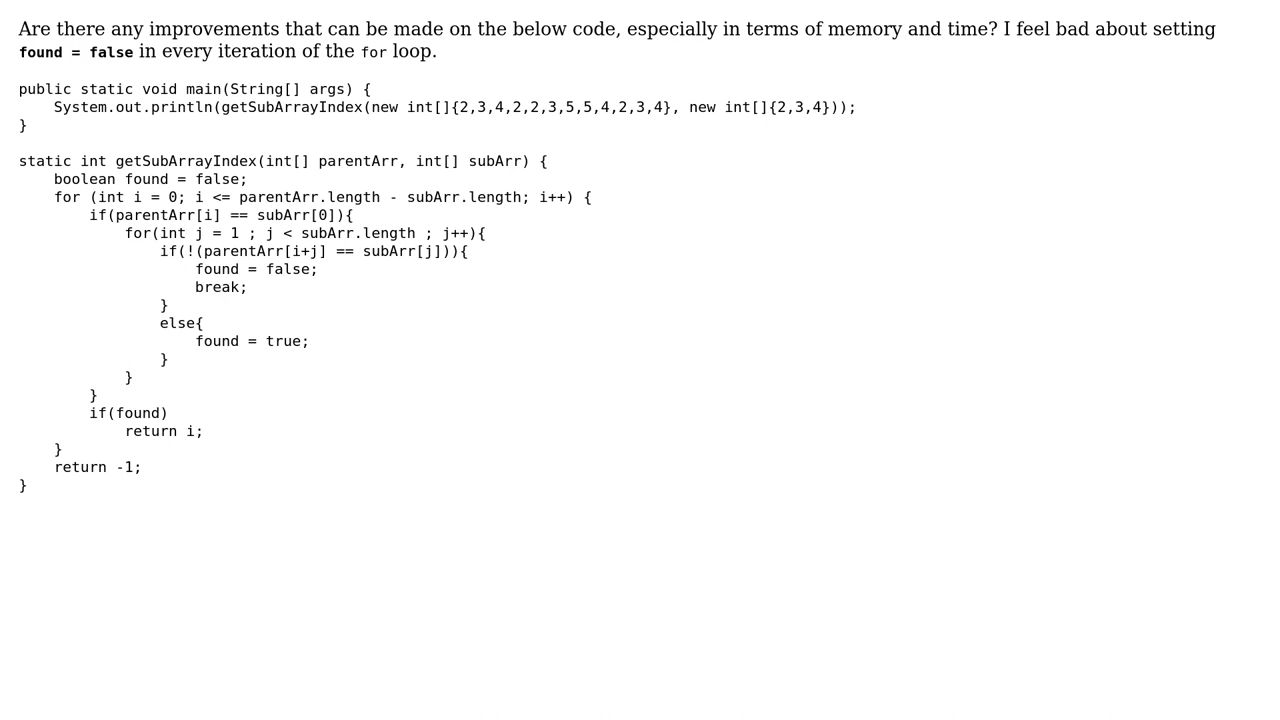 Are there any improvements that can be made on the below code, especially in terms of memory and time? I feel bad about setting
found = false in every iteration of the for loop.
public static void main(String[] args) {
    System.out.println(getSubArrayIndex(new int[]{2,3,4,2,2,3,5,5,4,2,3,4}, new int[]{2,3,4}));
}
static int getSubArrayIndex(int[] parentArr, int[] subArr) {
    boolean found = false;
    for (int i = 0; i <= parentArr.length - subArr.length; i++) {
        if(parentArr[i] == subArr[0]){
            for(int j = 1 ; j < subArr.length ; j++){
                if(!(parentArr[i+j] == subArr[j])){
                    found = false;
                    break;
                }
                else{
                    found = true;
                }
            }
        }
        if(found)
            return i;
    }
    return -1;
}